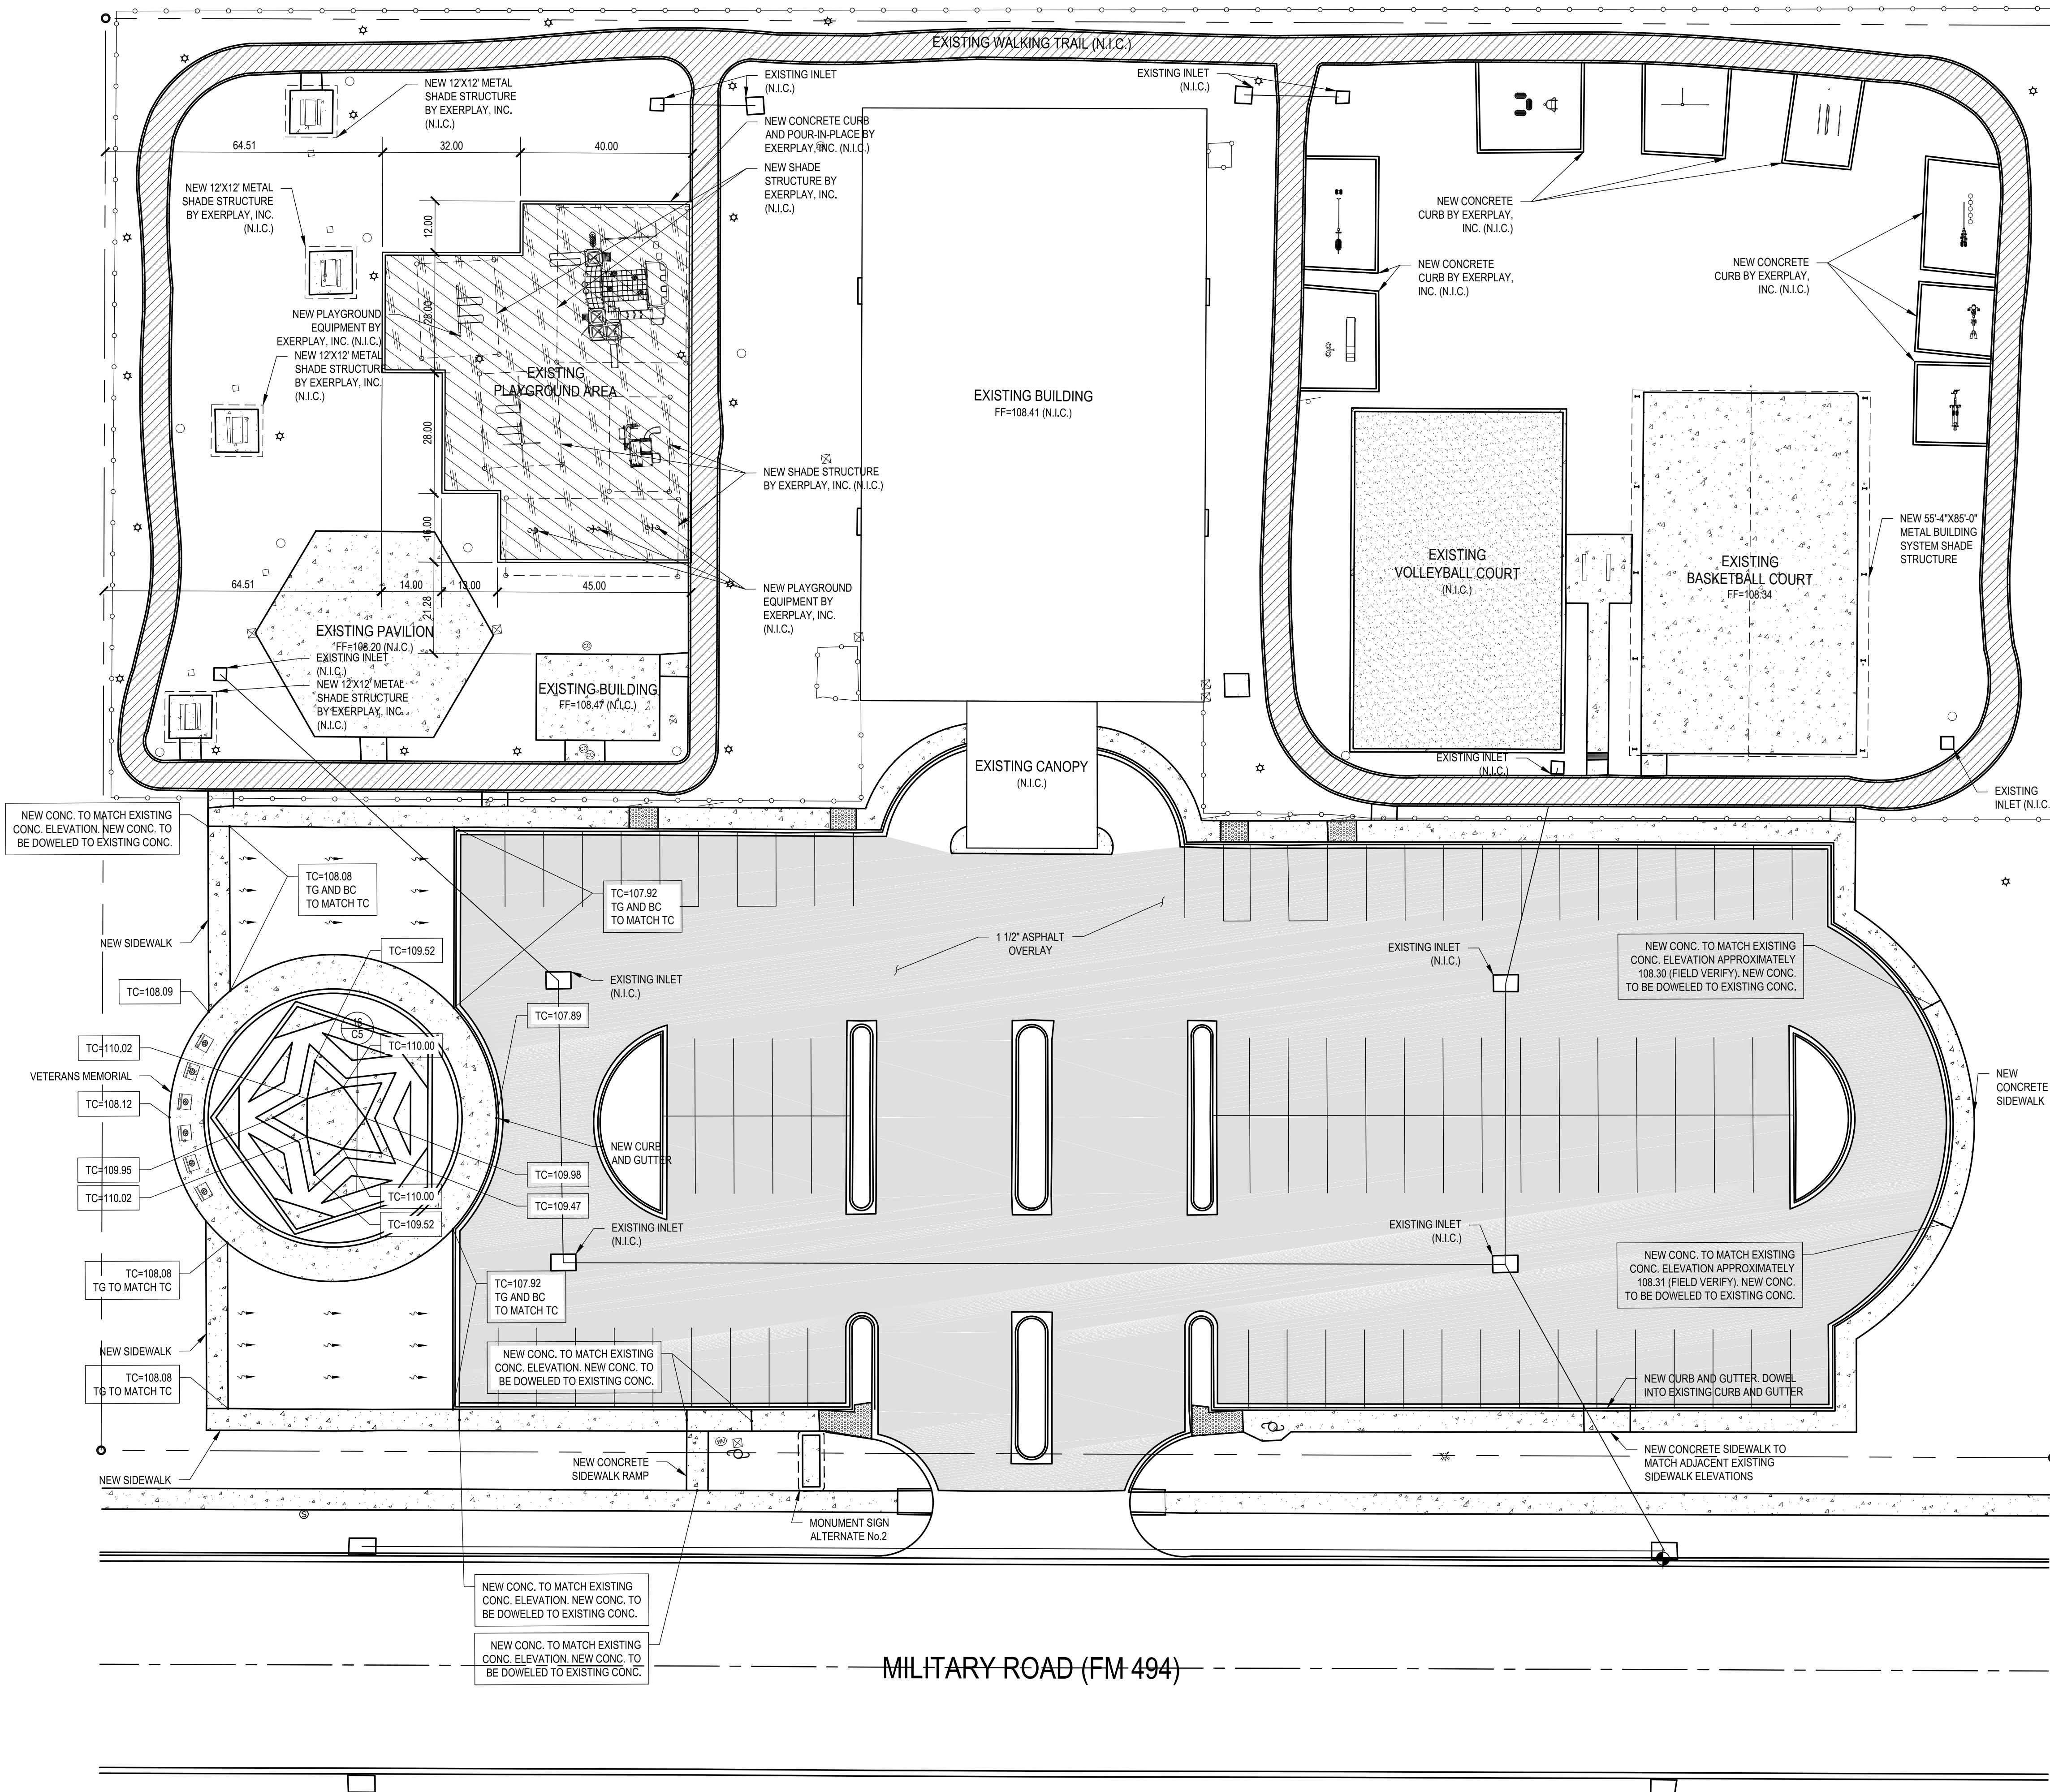 EXISTING WALKING TRAIL (N.I.C.)
NEW 12'X12' METAL
SHADE STRUCTURE
BY EXERPLAY, INC.
(N.I.C.)
EXISTING INLET
(N.I.C.)
EXISTING INLET
(N.I.C.)
NEW CONCRETE CURB
AND POUR-IN-PLACE BY
EXERPLAY, INC. (N.I.C.)
64.51
32.00
40.00
NEW SHADE
STRUCTURE BY
EXERPLAY, INC.
(N.I.C.)
NEW 12'X12' METAL
SHADE STRUCTURE
BY EXERPLAY, INC.
(N.I.C.)
12.00
NEW CONCRETE
CURB BY EXERPLAY,
INC. (N.I.C.)
NEW CONCRETE
CURB BY EXERPLAY,
INC. (N.I.C.)
NEW CONCRETE
CURB BY EXERPLAY,
INC. (N.I.C.)
28.00
NEW PLAYGROUND
EQUIPMENT BY
EXERPLAY, INC. (N.I.C.)
NEW 12'X12' METAL
SHADE STRUCTURE
BY EXERPLAY, INC.
(N.I.C.)
EXISTING
PLAYGROUND AREA
EXISTING BUILDING
FF=108.41 (N.I.C.)
28.00
NEW SHADE STRUCTURE
BY EXERPLAY, INC. (N.I.C.)
16.00
NEW 55'-4"X85'-0"
METAL BUILDING
SYSTEM SHADE
STRUCTURE
EXISTING
VOLLEYBALL COURT
(N.I.C.)
EXISTING
BASKETBALL COURT
FF=108.34
64.51
14.00
13.00
45.00
21.28
NEW PLAYGROUND
EQUIPMENT BY
EXERPLAY, INC.
(N.I.C.)
EXISTING PAVILION
FF=108.20 (N.I.C.)
EXISTING INLET
(N.I.C.)
NEW 12'X12' METAL
SHADE STRUCTURE
BY EXERPLAY, INC.
(N.I.C.)
CO
EXISTING BUILDING
FF=108.47 (N.I.C.)
CO
CO
EXISTING CANOPY
(N.I.C.)
EXISTING INLET
(N.I.C.)
EXISTING
INLET (N.I.C.
NEW CONC. TO MATCH EXISTING
CONC. ELEVATION. NEW CONC. TO
BE DOWELED TO EXISTING CONC.
TC=108.08
TG AND BC
TO MATCH TC
TC=107.92
TG AND BC
TO MATCH TC
NEW SIDEWALK
TC=109.52
1 1/2" ASPHALT
OVERLAY
EXISTING INLET
(N.I.C.)
EXISTING INLET
(N.I.C.)
NEW CONC. TO MATCH EXISTING
CONC. ELEVATION APPROXIMATELY
108.30 (FIELD VERIFY). NEW CONC.
TO BE DOWELED TO EXISTING CONC.
TC=108.09
TC=107.89
16
C5
TC=110.02
TC=110.00
VETERANS MEMORIAL
TC=108.12
NEW
CONCRETE
SIDEWALK
NEW CURB
AND GUTTER
TC=109.95
TC=109.98
TC=110.02
TC=110.00
TC=109.47
TC=109.52
EXISTING INLET
(N.I.C.)
EXISTING INLET
(N.I.C.)
NEW CONC. TO MATCH EXISTING
CONC. ELEVATION APPROXIMATELY
108.31 (FIELD VERIFY). NEW CONC.
TO BE DOWELED TO EXISTING CONC.
TC=108.08
TG TO MATCH TC
TC=107.92
TG AND BC
TO MATCH TC
NEW SIDEWALK
NEW CONC. TO MATCH EXISTING
CONC. ELEVATION. NEW CONC. TO
BE DOWELED TO EXISTING CONC.
TC=108.08
TG TO MATCH TC
NEW CURB AND GUTTER. DOWEL
INTO EXISTING CURB AND GUTTER
WM
NEW SIDEWALK
NEW CONCRETE
SIDEWALK RAMP
NEW CONCRETE SIDEWALK TO
MATCH ADJACENT EXISTING
SIDEWALK ELEVATIONS
S
MONUMENT SIGN
ALTERNATE No.2
NEW CONC. TO MATCH EXISTING
CONC. ELEVATION. NEW CONC. TO
BE DOWELED TO EXISTING CONC.
NEW CONC. TO MATCH EXISTING
CONC. ELEVATION. NEW CONC. TO
BE DOWELED TO EXISTING CONC.
MILITARY ROAD (FM 494)